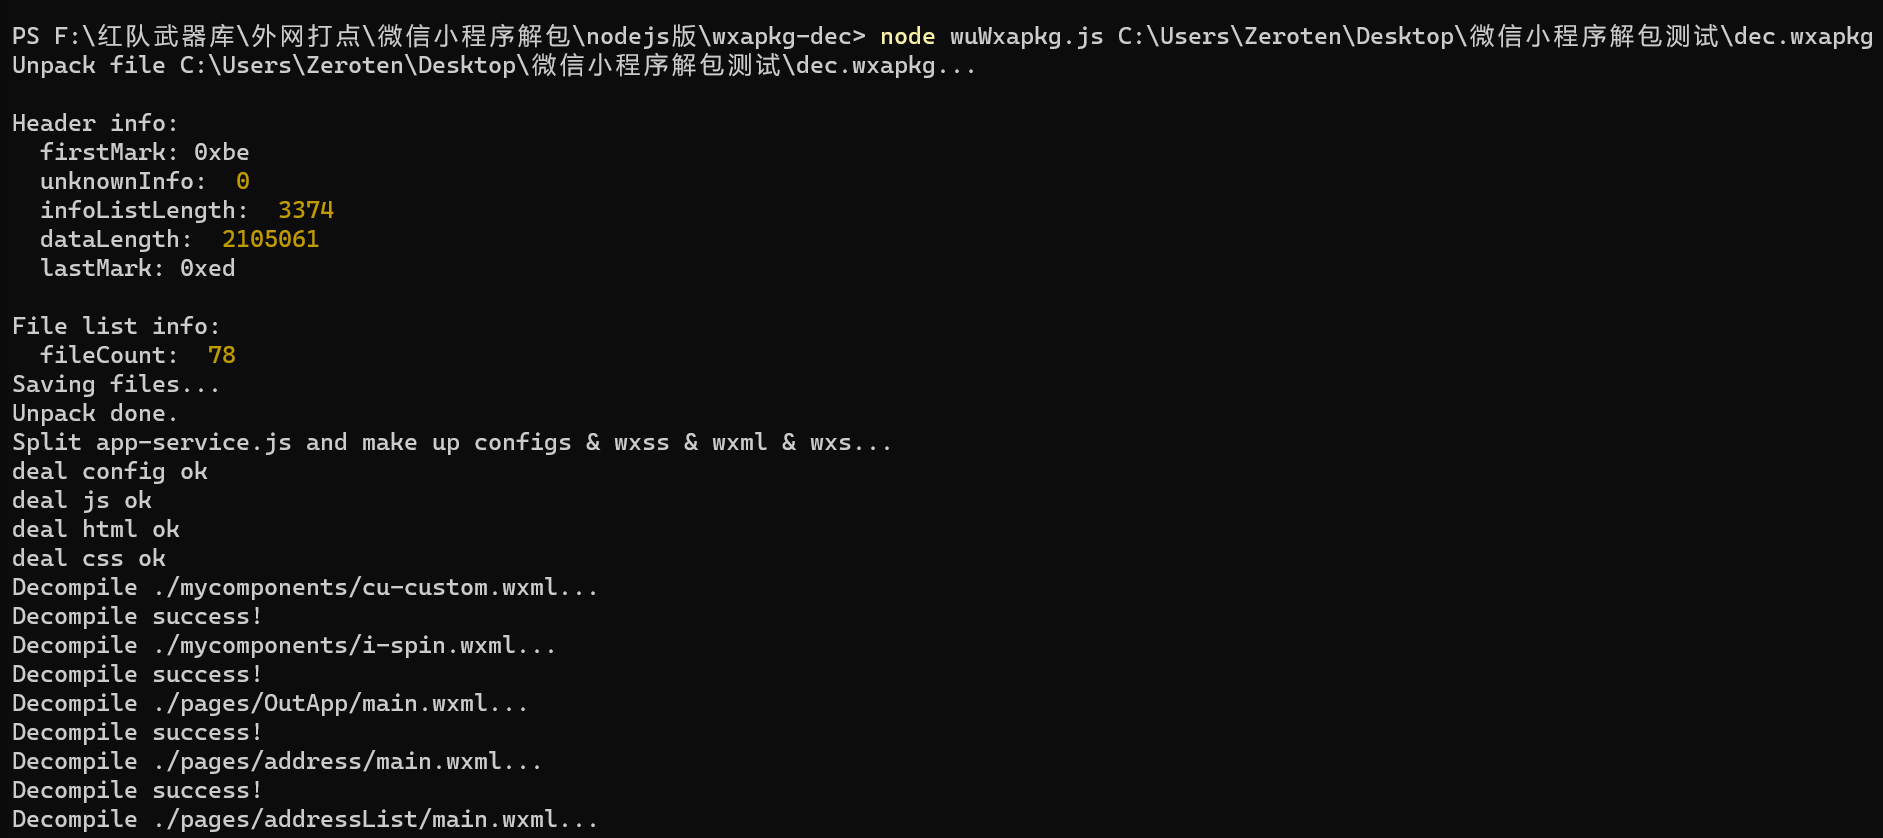 PS F:\红队武器库\外网打点\微信小程序解包\nodejs版\wxapkg-dec> node wuWxapkg.js C:\Users\Zeroten\Desktop\微信小程序解包测试\dec.wxapkg
Unpack file C:\Users\Zeroten\Desktop\微信小程序解包测试\dec.wxapkg...
Header info:
  firstMark: 0xbe
  unknownInfo:  0
  infoListLength:  3374
  dataLength:  2105061
  lastMark: 0xed
File list info:
  fileCount:  78
Saving files...
Unpack done.
Split app-service.js and make up configs & wxss & wxml & wxs...
deal config ok
deal js ok
deal html ok
deal css ok
Decompile ./mycomponents/cu-custom.wxml...
Decompile success!
Decompile ./mycomponents/i-spin.wxml...
Decompile success!
Decompile ./pages/OutApp/main.wxml...
Decompile success!
Decompile ./pages/address/main.wxml...
Decompile success!
Decompile ./pages/addressList/main.wxml...